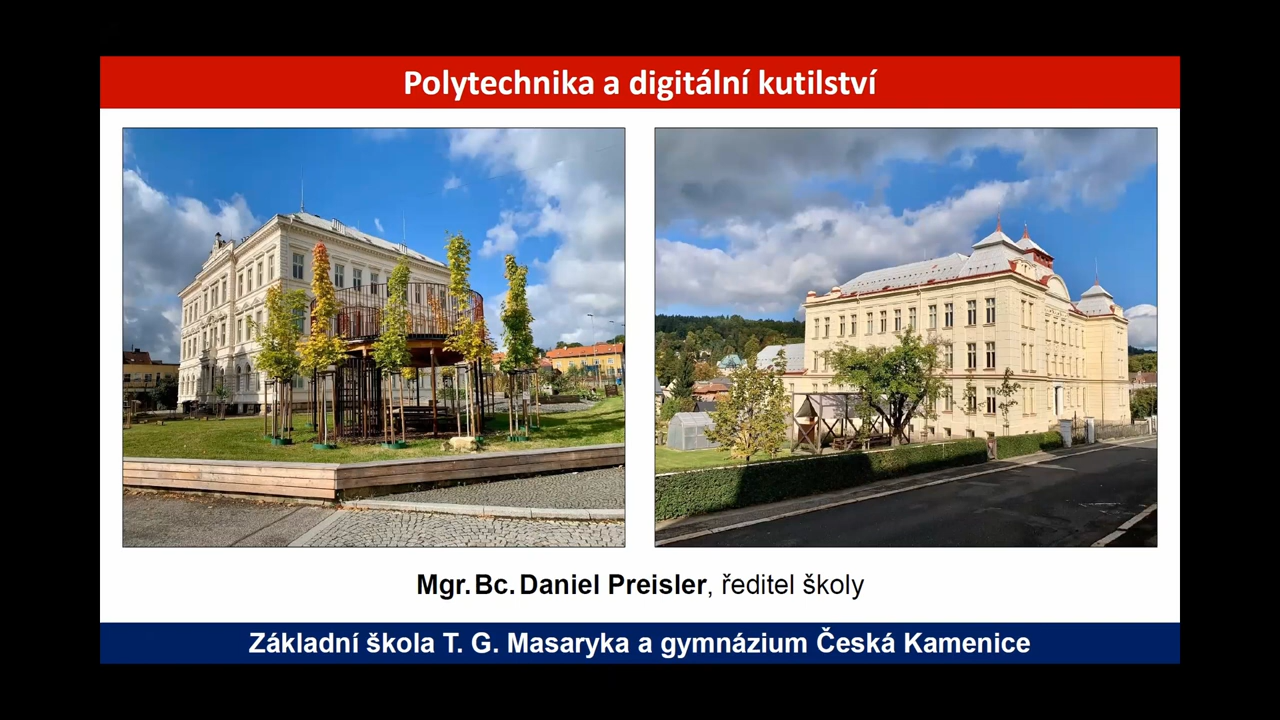 Polytechnika a digitální kutilství
Mgr. Bc. Daniel Preisler, ředitel školy
Základní škola T. G. Masaryka a gymnázium Česká Kamenice